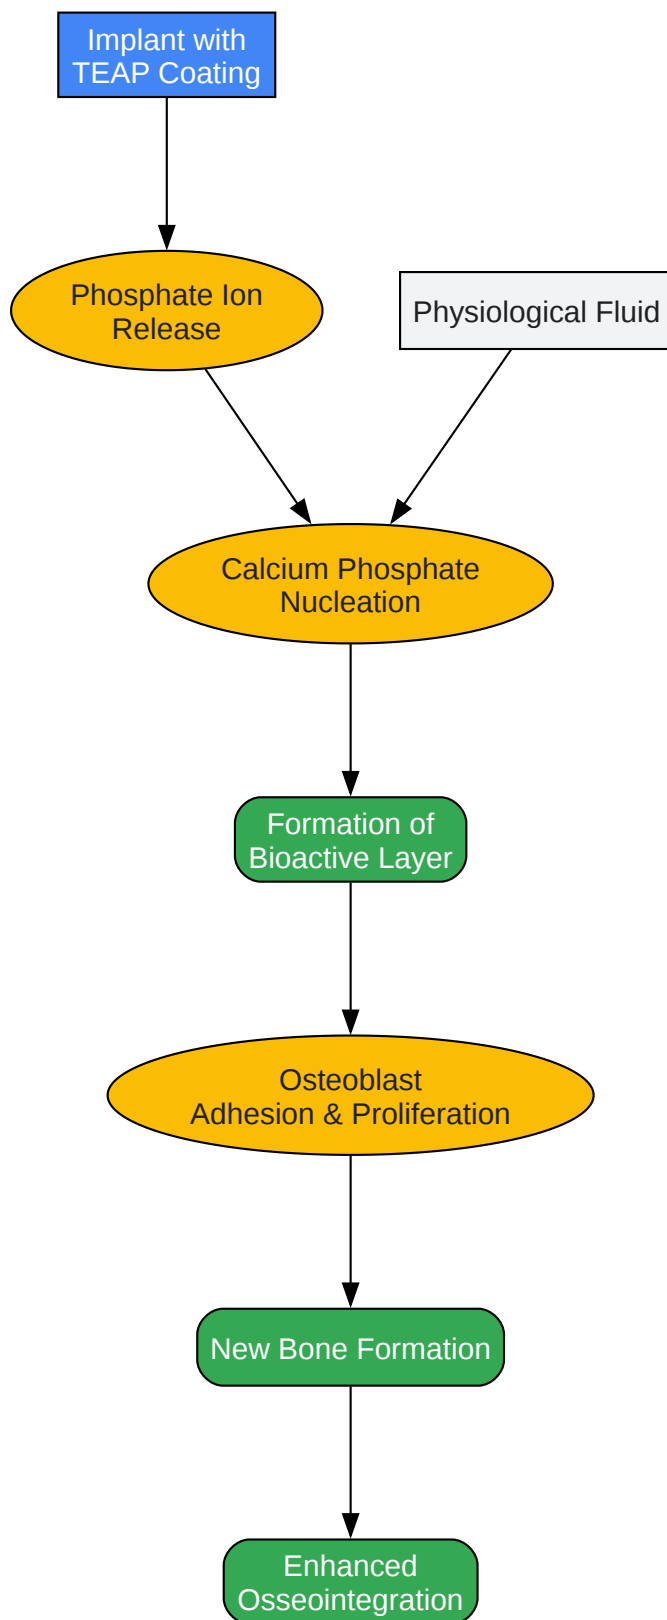 Implant with
TEAP Coating
Phosphate Ion
Release
Physiological Fluid
Calcium Phosphate
Nucleation
Formation of
Bioactive Layer
Osteoblast
Adhesion & Proliferation
New Bone Formation
Enhanced
Osseointegration